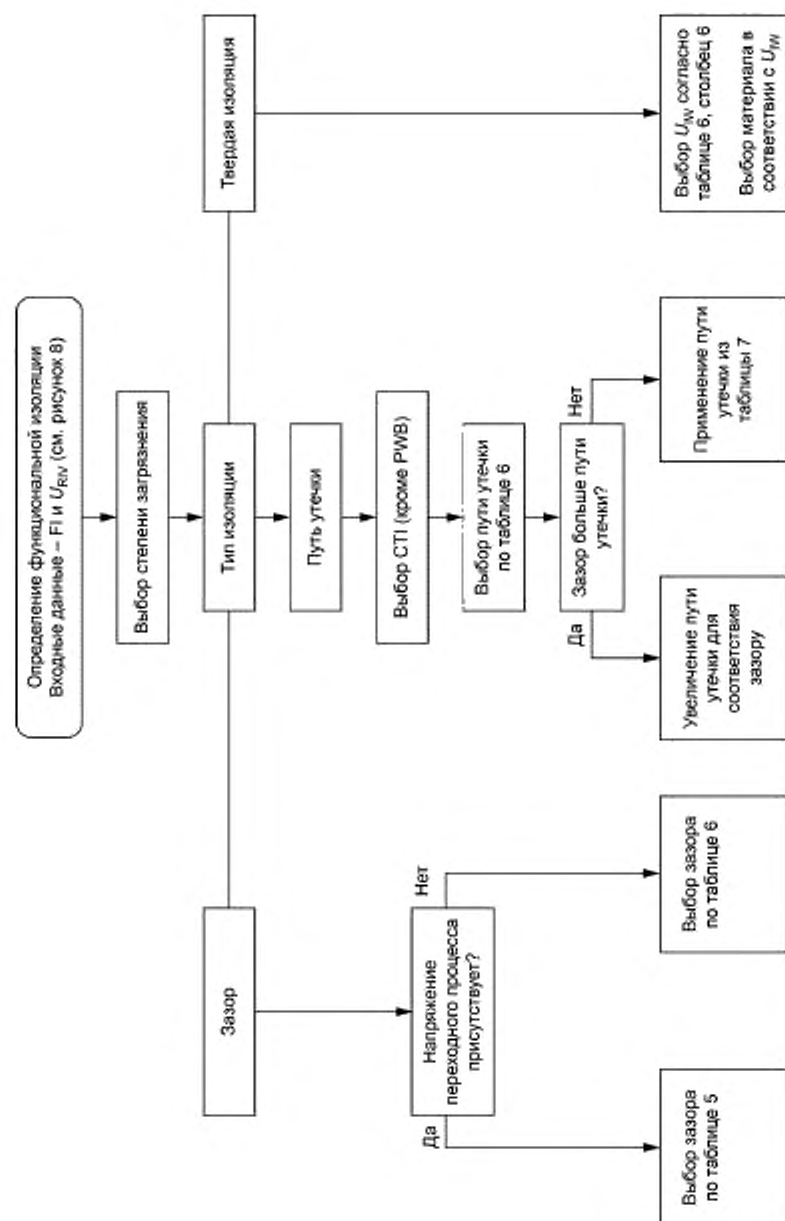 Определение функциональной изоляции
Входные данные – FI и U_RIV (см. рисунок 8)
Выбор степени загрязнения
Зазор
Тип изоляции
Твердая изоляция
Путь утечки
Выбор CTI (кроме PWB)
Напряжение
переходного процесса
присутствует?
Да
Нет
Выбор пути утечки
по таблице 6
Зазор больше пути
утечки?
Да
Нет
Выбор зазора
по таблице 5
Выбор зазора
по таблице 6
Увеличение пути
утечки для
соответствия
зазору
Применение пути
утечки из
таблицы 7
Выбор U_IW согласно
таблице 6, столбец 6
Выбор материала в
соответствии с U_IW